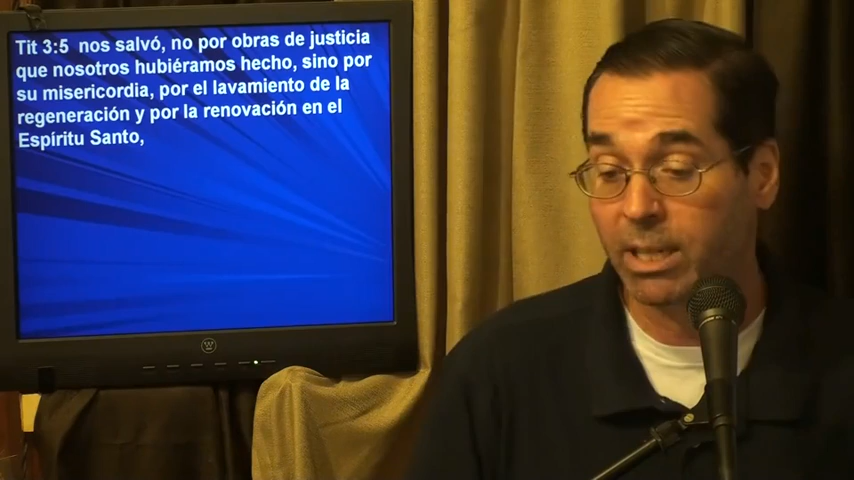 Tit 3:5 nos salvó, no por obras de justicia
que nosotros hubiéramos hecho, sino por
su misericordia, por el lavamiento de la
regeneración y por la renovación en el
Espíritu Santo,